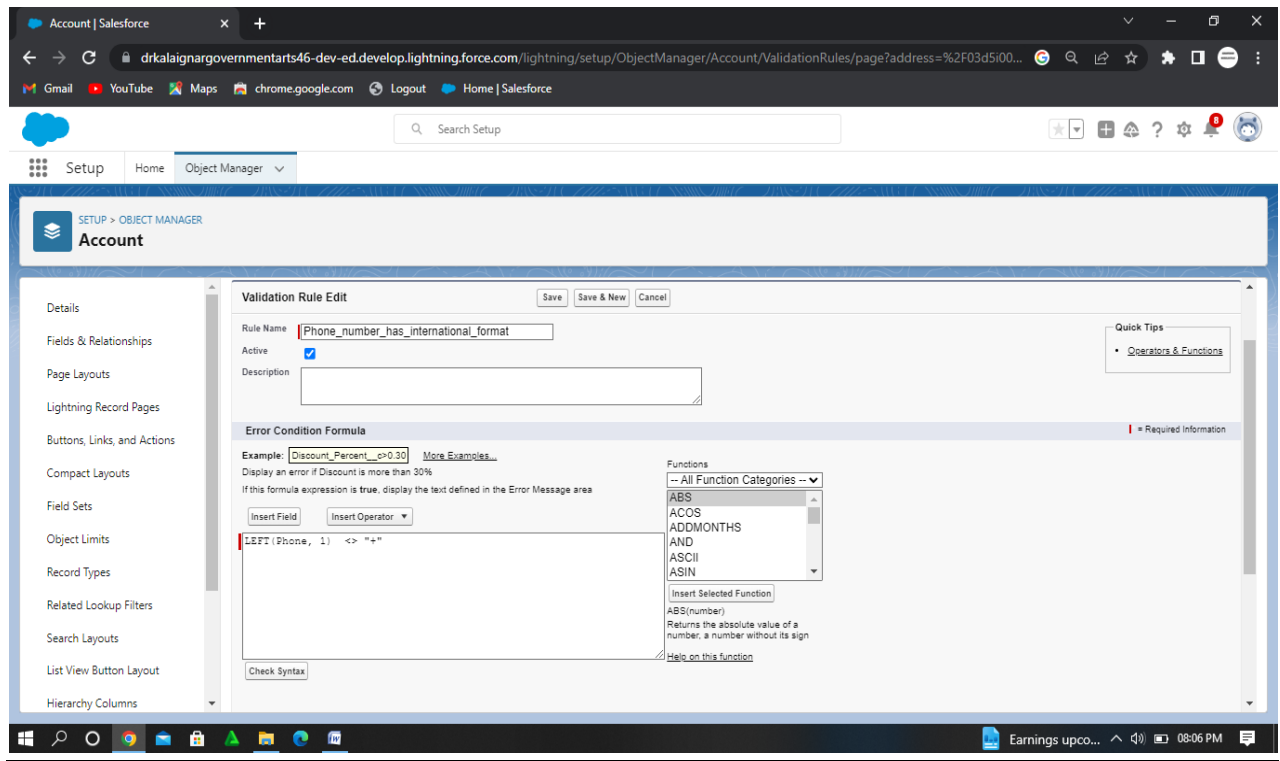 Account | Salesforce
drkalaignargovernmentarts46-dev-ed.develop.lightning.force.com/lightning/setup/ObjectManager/Account/ValidationRules/page?address=%2F03d5i00...
Gmail YouTube Maps chrome.google.com Logout Home | Salesforce
Search Setup
8
Setup Home Object Manager
SETUP > OBJECT MANAGER
Account
Details
Fields & Relationships
Page Layouts
Lightning Record Pages
Buttons, Links, and Actions
Compact Layouts
Field Sets
Object Limits
Record Types
Related Lookup Filters
Search Layouts
List View Button Layout
Hierarchy Columns
Validation Rule Edit Save Save & New Cancel
Rule Name Phone_number_has_international_format
Active
Description
Quick Tips
• Operators & Functions
Error Condition Formula = Required Information
Example: Discount_Percent__c>0.30 More Examples...
Display an error if Discount is more than 30%
If this formula expression is true, display the text defined in the Error Message area
Insert Field Insert Operator
LEFT(Phone, 1) <> "+"
Check Syntax
Functions
-- All Function Categories --
ABS
ACOS
ADDMONTHS
AND
ASCII
ASIN
Insert Selected Function
ABS(number)
Returns the absolute value of a
number, a number without its sign
Help on this function
Earnings upco... 08:06 PM